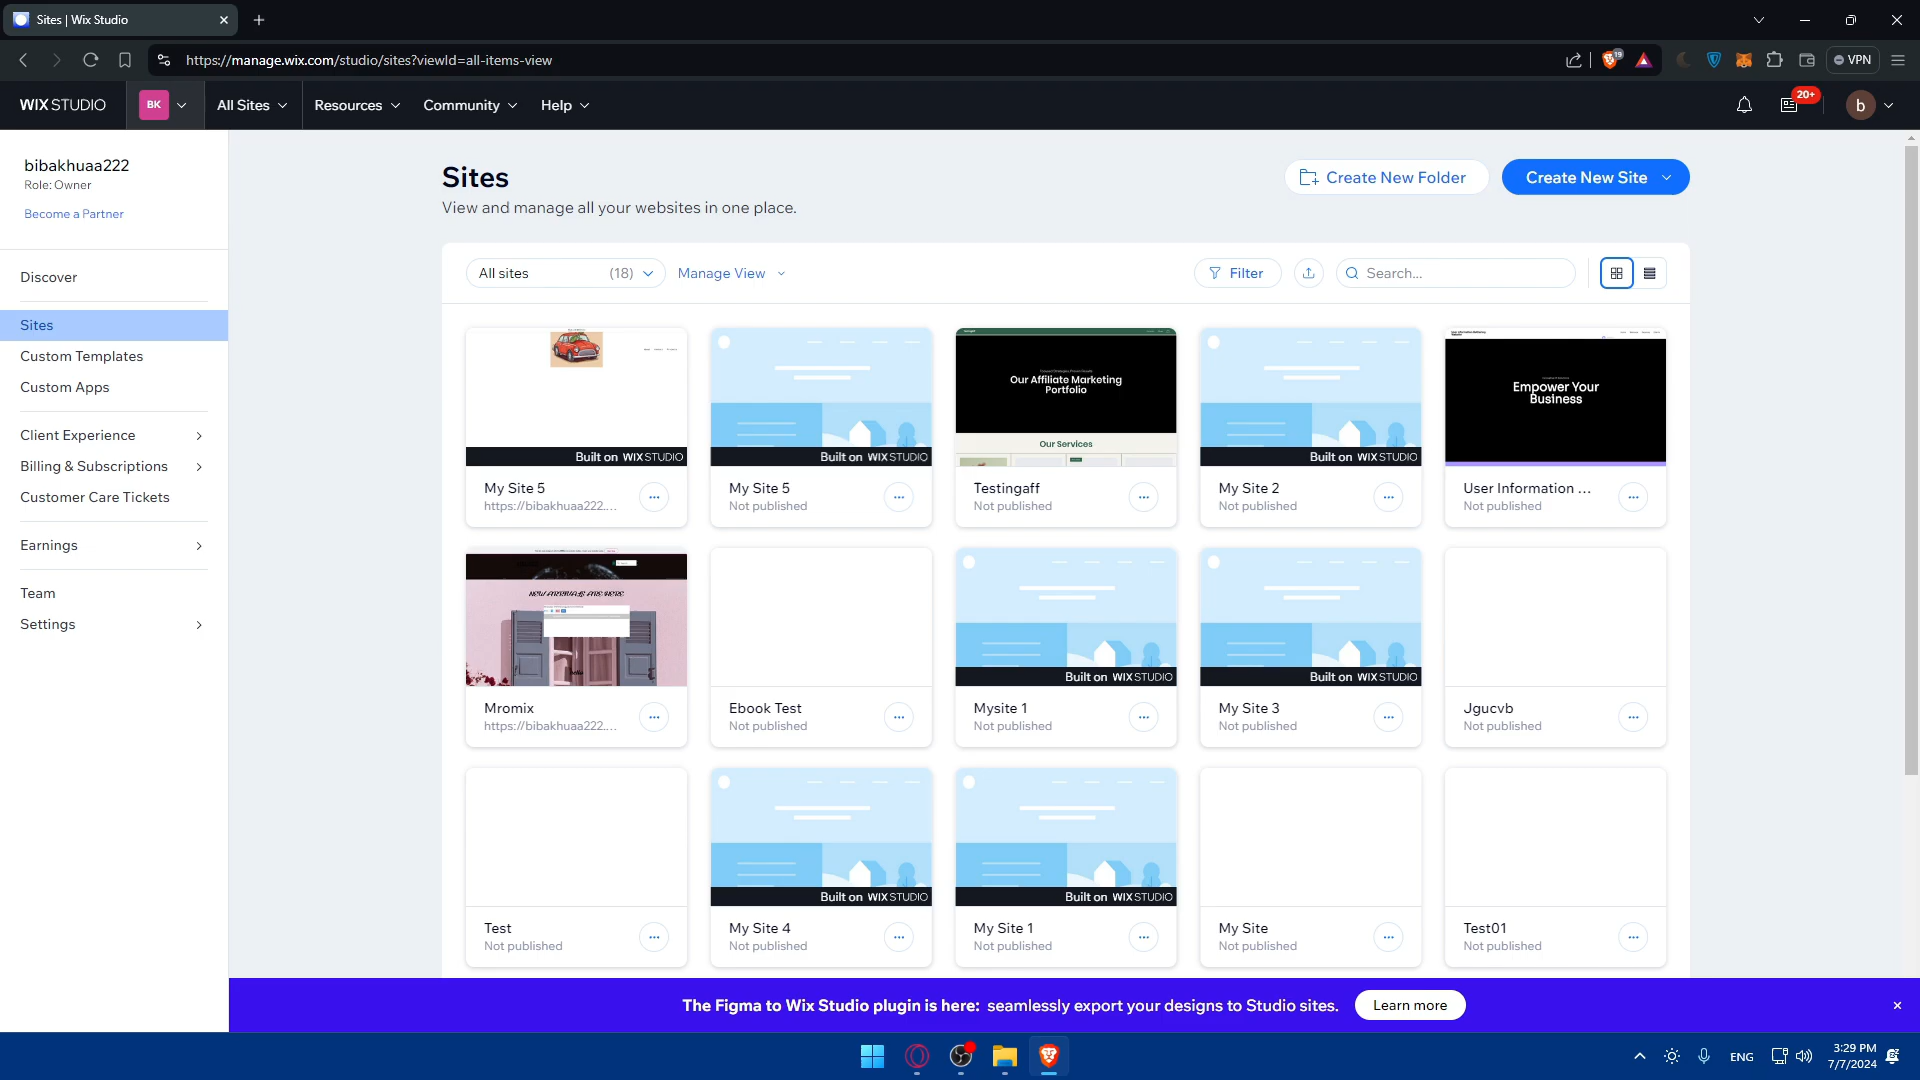 Sites | Wix Studio
https://manage.wix.com/studio/sites?viewId=all-items-view
19
VPN
WIX STUDIO
BK
All Sites
Resources
Community
Help
20+
b
bibakhuaa222
Role: Owner
Become a Partner
Discover
Sites
Custom Templates
Custom Apps
Client Experience
Billing & Subscriptions
Customer Care Tickets
Earnings
Team
Settings
Sites
View and manage all your websites in one place.
Create New Folder
Create New Site
All sites (18)
Manage View
Filter
Search...
Built on WIX STUDIO
My Site 5
https://bibakhuaa222....
Built on WIX STUDIO
My Site 5
Not published
Our Affiliate Marketing
Portfolio
Our Services
Testingaff
Not published
Built on WIX STUDIO
My Site 2
Not published
Empower Your
Business
User Information ...
Not published
NEW ARRIVALS ARE HERE
Mromix
https://bibakhuaa222....
Ebook Test
Not published
Built on WIX STUDIO
Mysite 1
Not published
Built on WIX STUDIO
My Site 3
Not published
Jgucvb
Not published
Test
Not published
Built on WIX STUDIO
My Site 4
Not published
Built on WIX STUDIO
My Site 1
Not published
My Site
Not published
Test01
Not published
The Figma to Wix Studio plugin is here: seamlessly export your designs to Studio sites.
Learn more
ENG
3:29 PM
7/7/2024